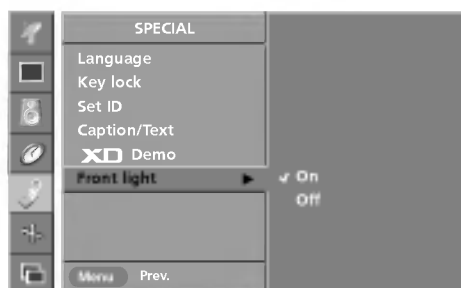 SPECIAL
Language
Key lock
Set ID
Caption/Text
XD Demo
Front light
On
Off
Menu Prev.